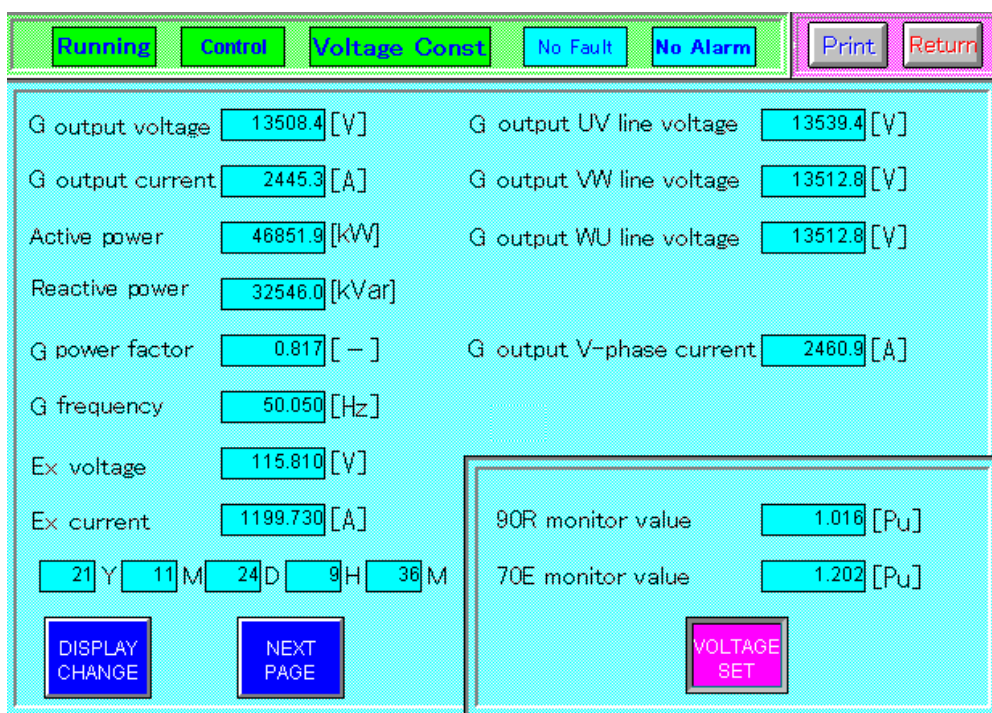 Running Control Voltage Const No Fault No Alarm Print Return
G output voltage 13508.4 [V] G output UV line voltage 13539.4 [V]
G output current 2445.3 [A] G output VW line voltage 13512.8 [V]
Active power 46851.9 [kW] G output WU line voltage 13512.8 [V]
Reactive power 32546.0 [kVar]
G power factor 0.817 [ - ] G output V-phase current 2460.9 [A]
G frequency 50.050 [Hz]
Ex voltage 115.810 [V]
Ex current 1199.730 [A]
90R monitor value 1.016 [Pu]
21 Y 11 M 24 D 9 H 36 M
70E monitor value 1.202 [Pu]
DISPLAY
CHANGE
NEXT
PAGE
VOLTAGE
SET